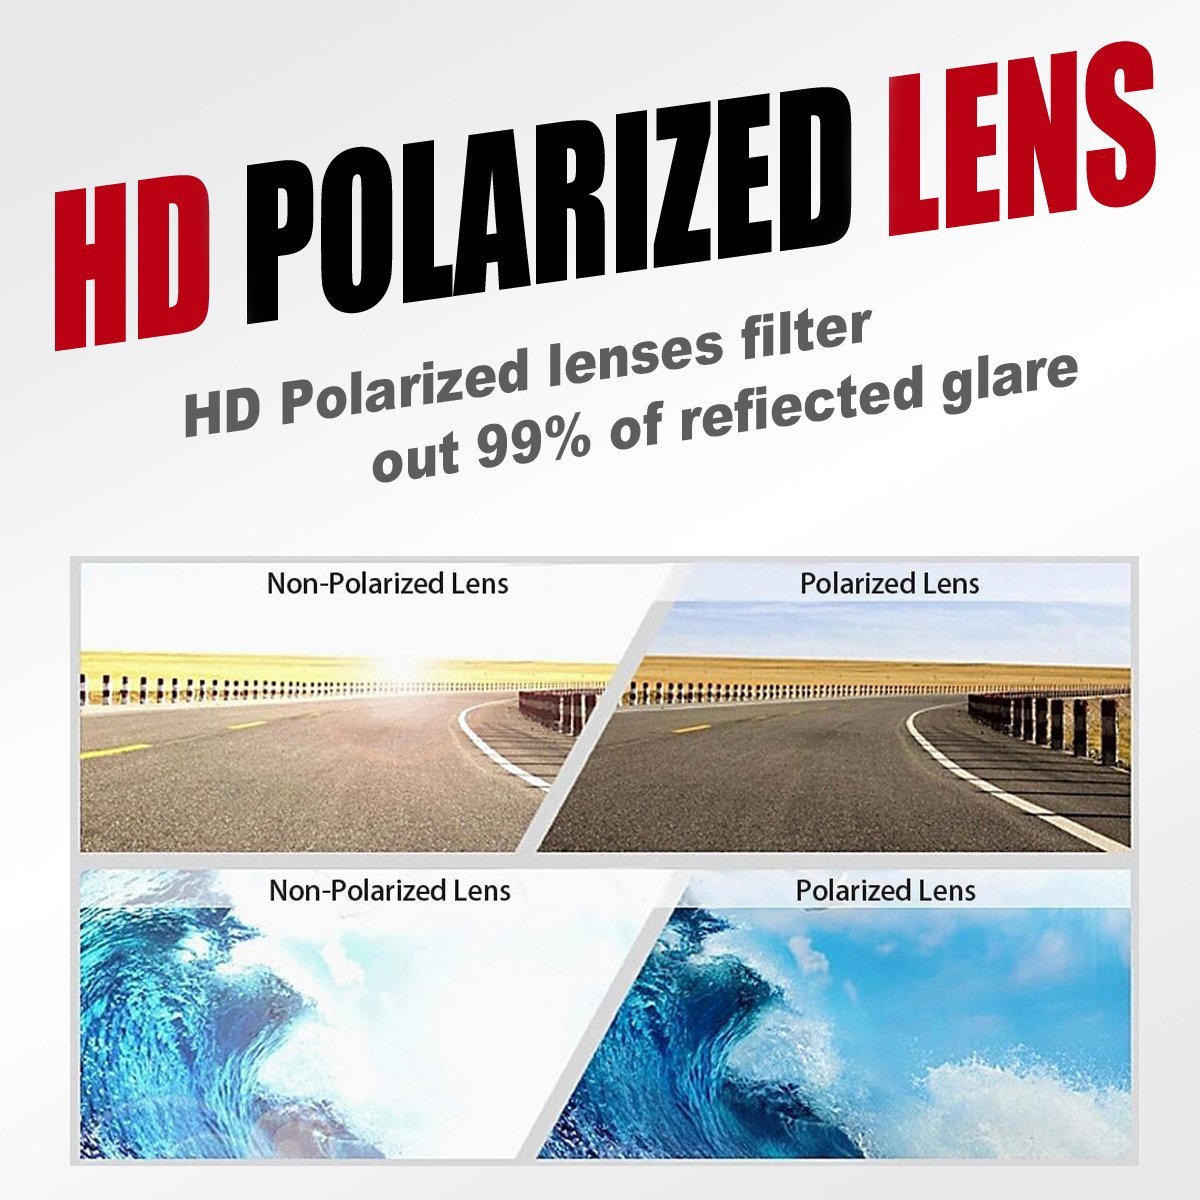 HD POLARIZED LENS
HD Polarized lenses filter
out 99% of refiected glare
Non-Polarized Lens
Polarized Lens
Non-Polarized Lens
Polarized Lens